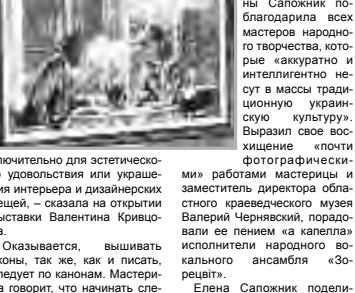 лючительно для эстетическо-
удовольствия или украше-
ия интерьера и дизайнерских
ещей, – сказала на открытии
ыставки Валентина Кривцо-
а.
Оказывается, вышивать
коны, так же, как и писать,
ледует по канонам. Мастери-
а говорит, что начинать сле-
ны Сапожник по-
благодарила всех
мастеров народно-
го творчества, кото-
рые «аккуратно и
интеллигентно не-
сут в массы тради-
ционную украин-
скую культуру».
Выразил свое вос-
хищение «почти
фотографически-
ми» работами мастерицы и
заместитель директора обла-
стного краеведческого музея
Валерий Чернявский, порадо-
вали ее пением «а капелла»
исполнители народного во-
кального ансамбля «Зо-
рецвіт».
Елена Сапожник подели-